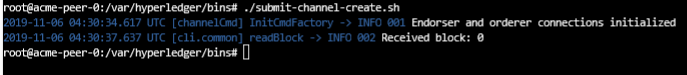 root@acme-peer-0:/var/hyperledger/bins# ./submit-channel-create.sh
2019-11-06 04:30:34.617 UTC [channelCmd] InitCmdFactory -> INFO 001 Endorser and orderer connections initialized
2019-11-06 04:30:37.637 UTC [cli.common] readBlock -> INFO 002 Received block: 0
root@acme-peer-0:/var/hyperledger/bins#